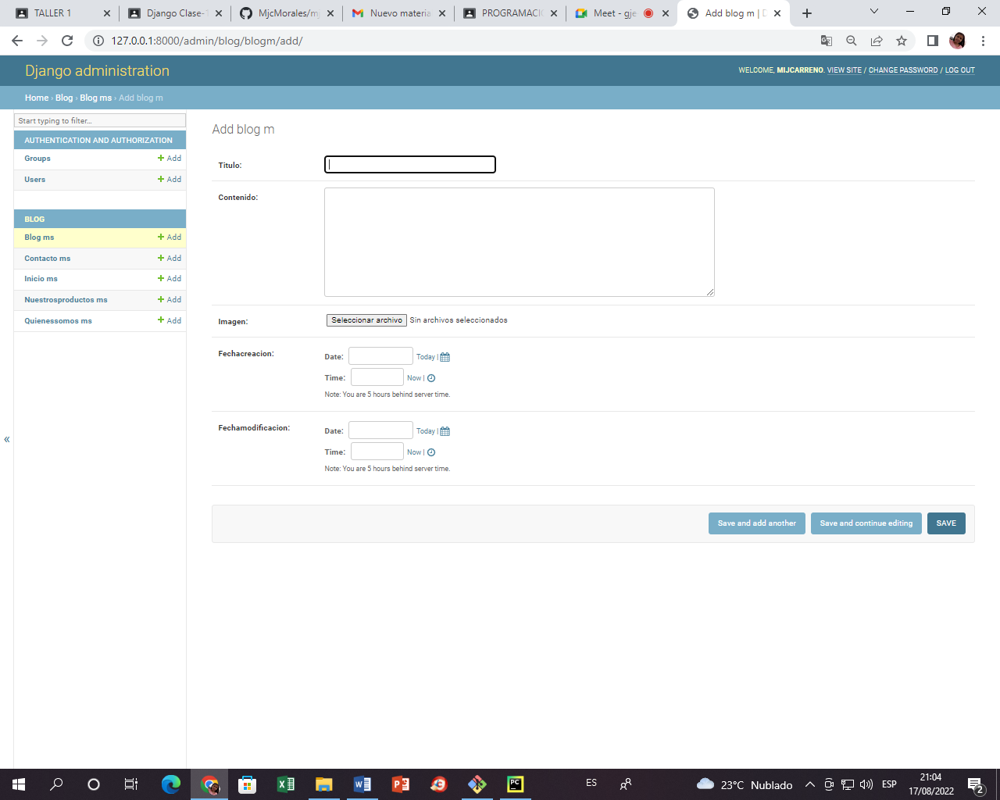 TALLER 1
Django Clase-1
MjcMorales/mj
Nuevo materia
PROGRAMACI
Meet - gje
Add blog m | D
127.0.0.1:8000/admin/blog/blogm/add/
Django administration
WELCOME, MIJCARRENO. VIEW SITE / CHANGE PASSWORD / LOG OUT
Home › Blog › Blog ms › Add blog m
Start typing to filter...
AUTHENTICATION AND AUTHORIZATION
Groups + Add
Users + Add
BLOG
Blog ms + Add
Contacto ms + Add
Inicio ms + Add
Nuestrosproductos ms + Add
Quienessomos ms + Add
«
Add blog m
Titulo:
Contenido:
Imagen: Seleccionar archivo Sin archivos seleccionados
Fechacreacion:
Date: Today |
Time: Now |
Note: You are 5 hours behind server time.
Fechamodificacion:
Date: Today |
Time: Now |
Note: You are 5 hours behind server time.
Save and add another Save and continue editing SAVE
ES
23°C Nublado
ESP
21:04
17/08/2022
2